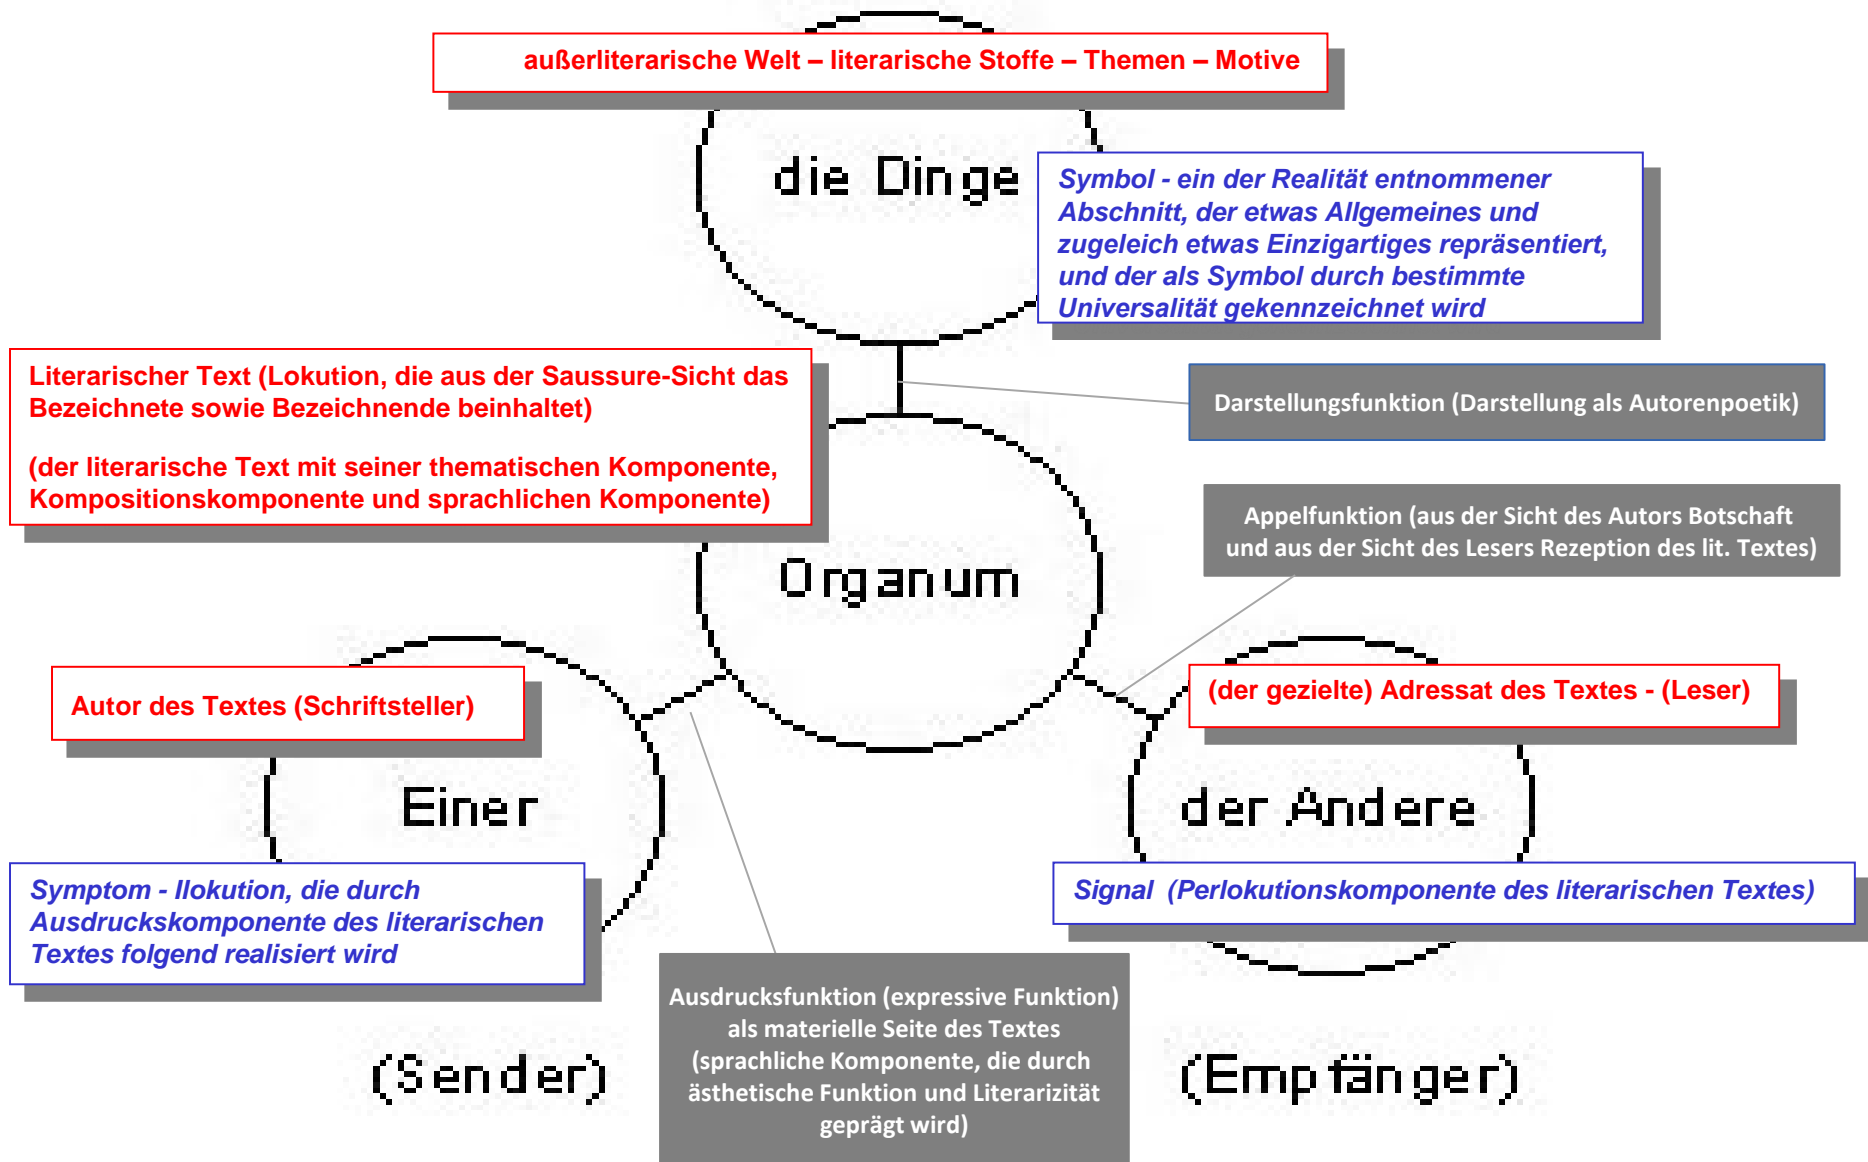 außerliterarische Welt – literarische Stoffe – Themen – Motive
die Dinge
Symbol - ein der Realität entnommener
Abschnitt, der etwas Allgemeines und
zugeleich etwas Einzigartiges repräsentiert,
und der als Symbol durch bestimmte
Universalität gekennzeichnet wird
Literarischer Text (Lokution, die aus der Saussure-Sicht das
Bezeichnete sowie Bezeichnende beinhaltet)
(der literarische Text mit seiner thematischen Komponente,
Kompositionskomponente und sprachlichen Komponente)
Darstellungsfunktion (Darstellung als Autorenpoetik)
Appelfunktion (aus der Sicht des Autors Botschaft
und aus der Sicht des Lesers Rezeption des lit. Textes)
Organum
Autor des Textes (Schriftsteller)
(der gezielte) Adressat des Textes - (Leser)
Einer
der Andere
Symptom - Ilokution, die durch
Ausdruckskomponente des literarischen
Textes folgend realisiert wird
Signal (Perlokutionskomponente des literarischen Textes)
Ausdrucksfunktion (expressive Funktion)
als materielle Seite des Textes
(sprachliche Komponente, die durch
ästhetische Funktion und Literarizität
geprägt wird)
(Sender)
(Empfänger)